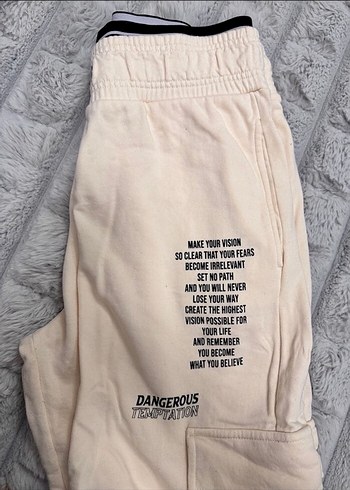 MAKE YOUR VISION
SO CLEAR THAT YOUR FEARS
BECOME IRRELEVANT
SET NO PATH
AND YOU WILL NEVER
LOSE YOUR WAY
CREATE THE HIGHEST
VISION POSSIBLE FOR
YOUR LIFE
AND REMEMBER
YOU BECOME
WHAT YOU BELIEVE
DANGEROUS
TEMPTATION